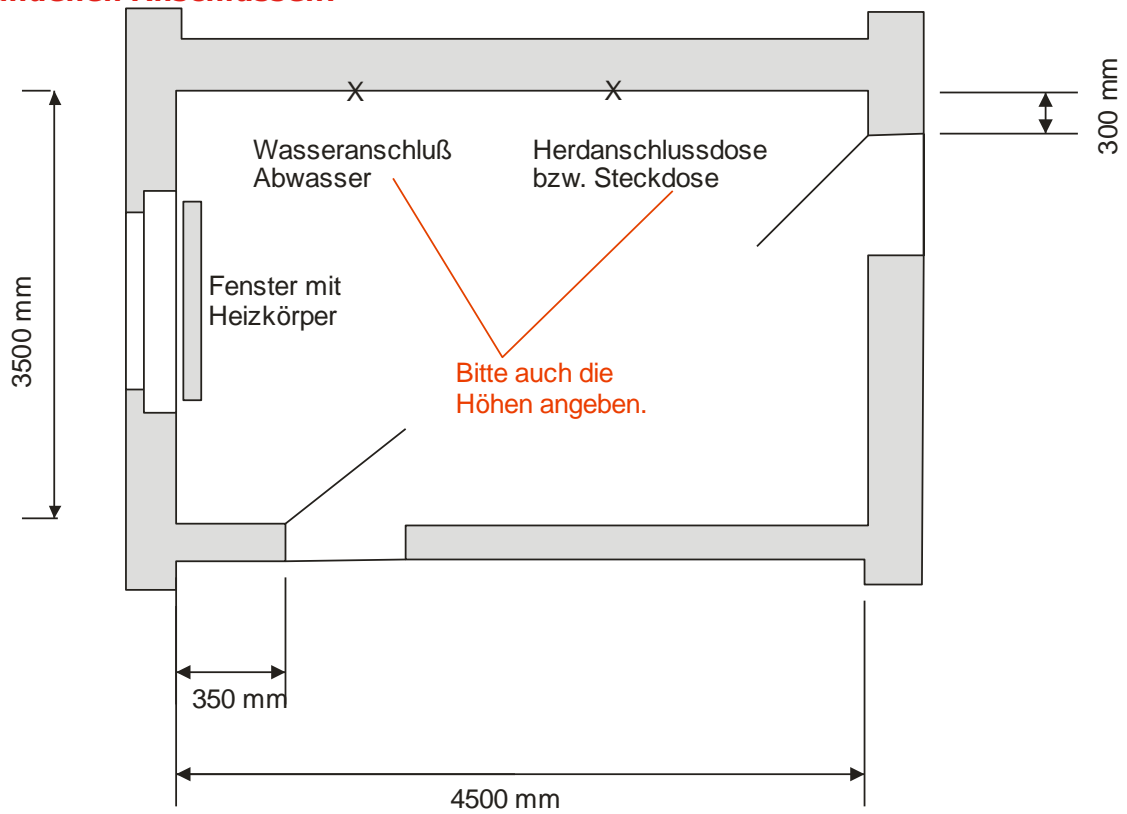 X
X
300 mm
Wasseranschluß
Abwasser
Herdanschlussdose
bzw. Steckdose
Fenster mit
Heizkörper
3500 mm
Bitte auch die
Höhen angeben.
350 mm
4500 mm